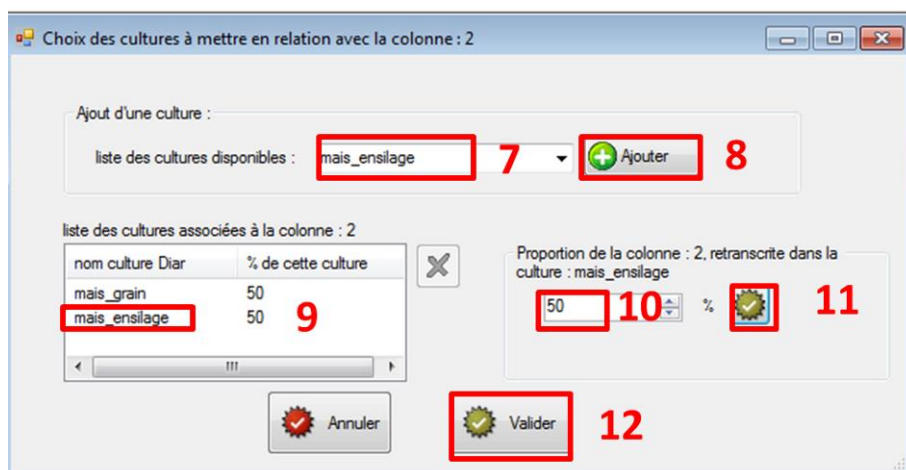 Choix des cultures à mettre en relation avec la colonne : 2
Ajout d'une culture :
liste des cultures disponibles : mais_ensilage 7 Ajouter 8
liste des cultures associées à la colonne : 2
nom culture Diar % de cette culture
mais_grain 50
mais_ensilage 50 9
Proportion de la colonne : 2, retranscrite dans la
culture : mais_ensilage
50 10 % 11
Annuler Valider 12